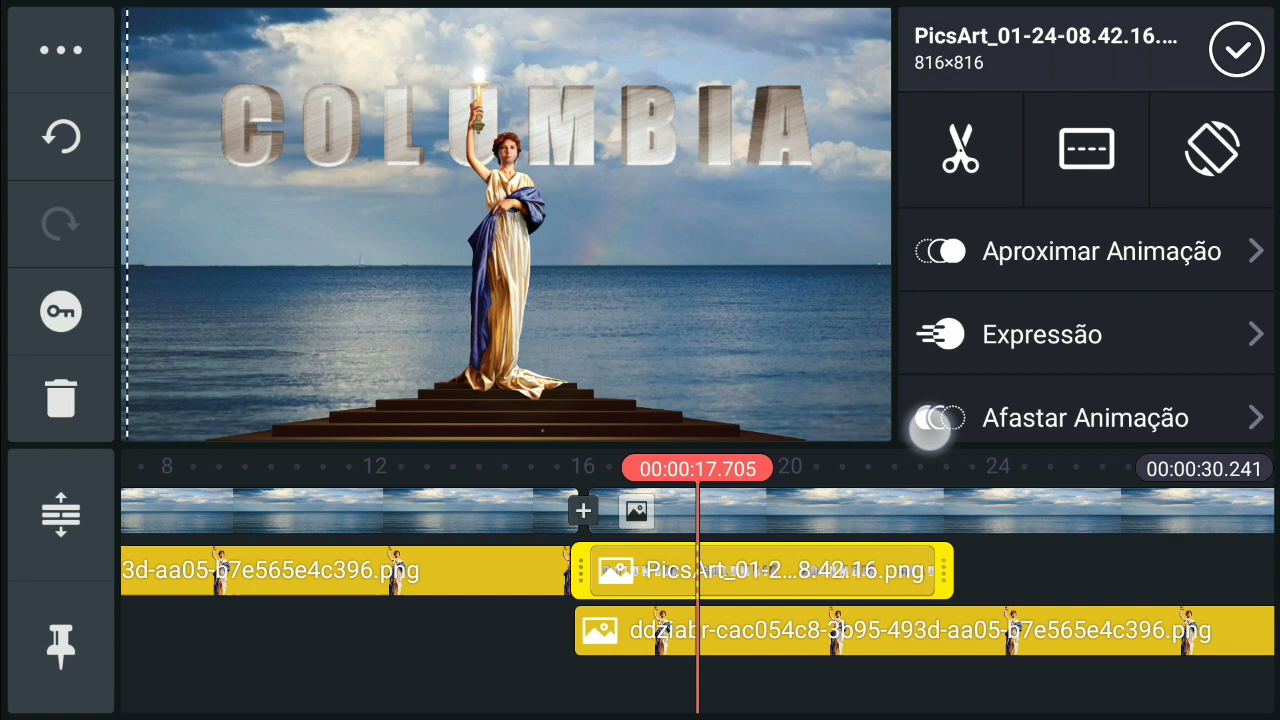 PicsArt_01-24-08.42.16....
816×816
COLUMBIA
Aproximar Animação
Expressão
Afastar Animação
8 12 16 00:00:17.705 20 24 00:00:30.241
3d-aa05-b7e565e4c396.png
PicsArt_01-2...8.42.16.png
ddziabr-cac054c8-3b95-493d-aa05-b7e565e4c396.png